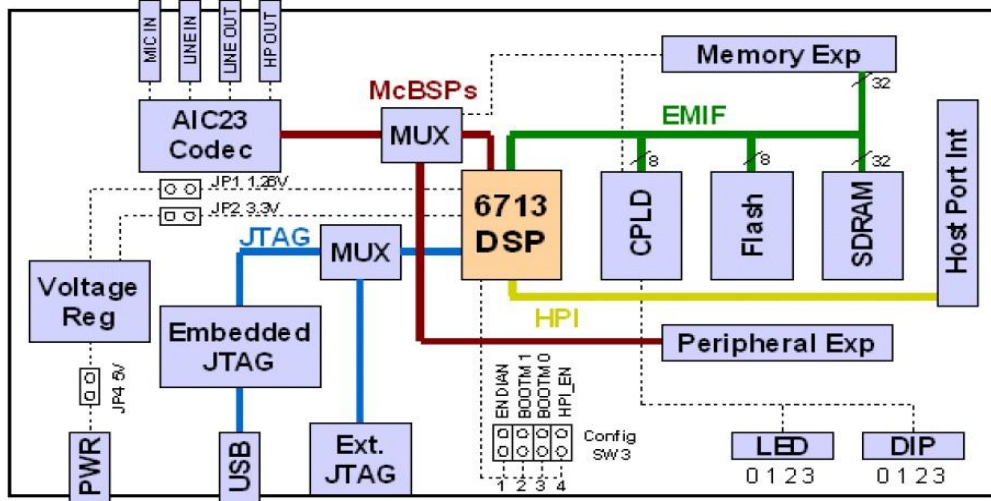 MIC IN
LINE IN
LINE OUT
HP OUT
AIC23
Codec
McBSPs
MUX
Memory Exp
32
EMIF
8
8
32
Host Port Int
JP1 1.26V
JP2 3.3V
6713
DSP
CPLD
Flash
SDRAM
JTAG
MUX
Voltage
Reg
HPI
Embedded
JTAG
Peripheral Exp
JP4 5V
ENDIAN
BOOTM 1
BOOTM 0
HPI_EN
Config
SW3
1 2 3 4
PWR
USB
Ext.
JTAG
LED
0 1 2 3
DIP
0 1 2 3